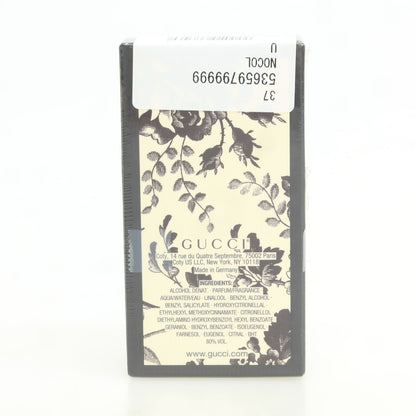 37
53659799999
NOCOL
U
GUCCI
Coty, 14 rue du Quatre Septembre, 75002 Paris
Coty US LLC, New York, NY 10118
Made in Germany
INGREDIENTS:
ALCOHOL DENAT. · PARFUM/FRAGRANCE
AQUA/WATER/EAU · LINALOOL · BENZYL ALCOHOL
BENZYL SALICYLATE · HYDROXYCITRONELLAL
ETHYLHEXYL METHOXYCINNAMATE · CITRONELLOL
DIETHYLAMINO HYDROXYBENZOYL HEXYL BENZOATE
GERANIOL · BENZYL BENZOATE · ISOEUGENOL
FARNESOL · EUGENOL · CITRAL · BHT
80% VOL.
www.gucci.com